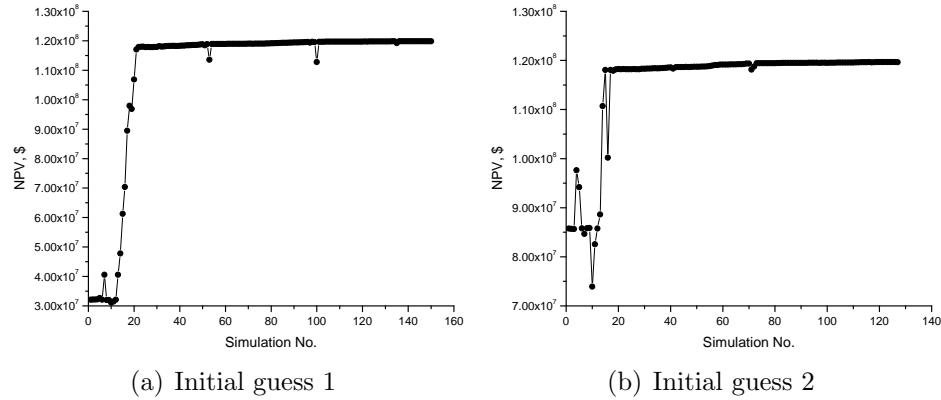 1.30x10⁸
1.20x10⁸
1.10x10⁸
1.00x10⁸
9.00x10⁷
8.00x10⁷
7.00x10⁷
6.00x10⁷
5.00x10⁷
4.00x10⁷
3.00x10⁷
NPV, $
0 20 40 60 80 100 120 140 160
Simulation No.
(a) Initial guess 1
1.30x10⁸
1.20x10⁸
1.10x10⁸
1.00x10⁸
9.00x10⁷
8.00x10⁷
7.00x10⁷
NPV, $
0 20 40 60 80 100 120 140
Simulation No.
(b) Initial guess 2